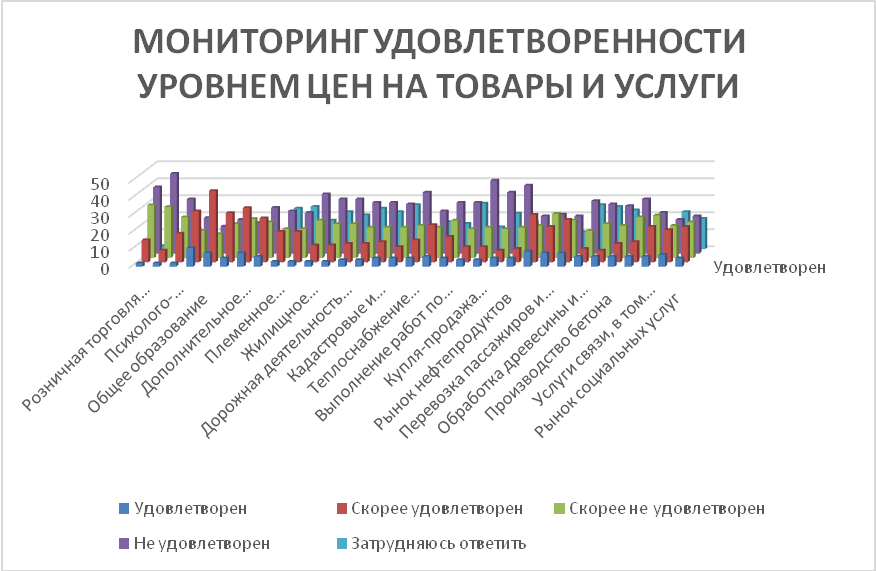 МОНИТОРИНГ УДОВЛЕТВОРЕННОСТИ
УРОВНЕМ ЦЕН НА ТОВАРЫ И УСЛУГИ
50
40
30
20
10
0
Удовлетворен
Розничная торговля…
Психолого-…
Общее образование
Дополнительное…
Племенное…
Жилищное…
Дорожная деятельность…
Кадастровые и…
Теплоснабжение…
Выполнение работ по…
Купля-продажа…
Рынок нефтепродуктов
Перевозка пассажиров и…
Обработка древесины и…
Производство бетона
Услуги связи, в том…
Рынок социальных услуг
Удовлетворен
Скорее удовлетворен
Скорее не удовлетворен
Не удовлетворен
Затрудняюсь ответить